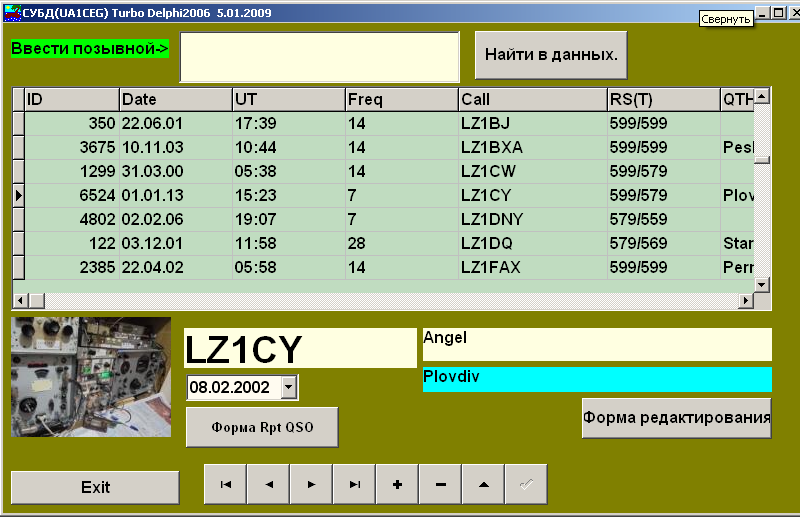 СУБД(UA1CEG) Turbo Delphi2006 5.01.2009
Свернуть
Ввести позывной->
Найти в данных.
ID Date UT Freq Call RS(T) QTH
350 22.06.01 17:39 14 LZ1BJ 599/599
3675 10.11.03 10:44 14 LZ1BXA 599/599 Pesh
1299 31.03.00 05:38 14 LZ1CW 599/579
6524 01.01.13 15:23 7 LZ1CY 599/579 Plov
4802 02.02.06 19:07 7 LZ1DNY 579/559
122 03.12.01 11:58 28 LZ1DQ 579/569 Star
2385 22.04.02 05:58 14 LZ1FAX 599/599 Perr
LZ1CY
Angel
08.02.2002
Plovdiv
Форма Rpt QSO
Форма редактирования
Exit